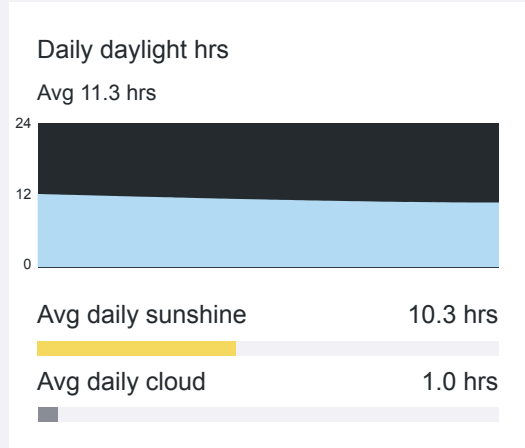 Daily daylight hrs
Avg 11.3 hrs
24
12
0
Avg daily sunshine 10.3 hrs
Avg daily cloud 1.0 hrs